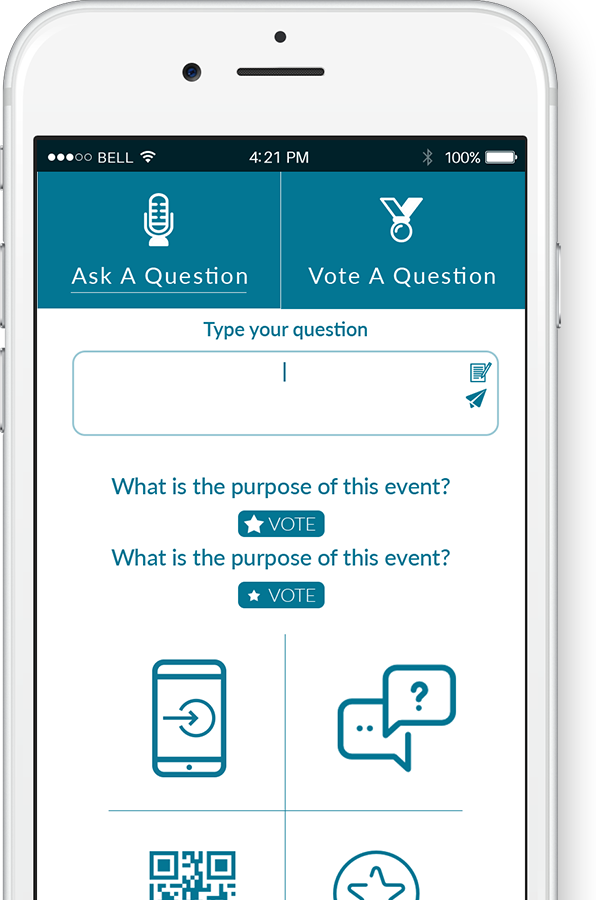 BELL 4:21 PM 100%
Ask A Question Vote A Question
Type your question
What is the purpose of this event?
VOTE
What is the purpose of this event?
VOTE
?